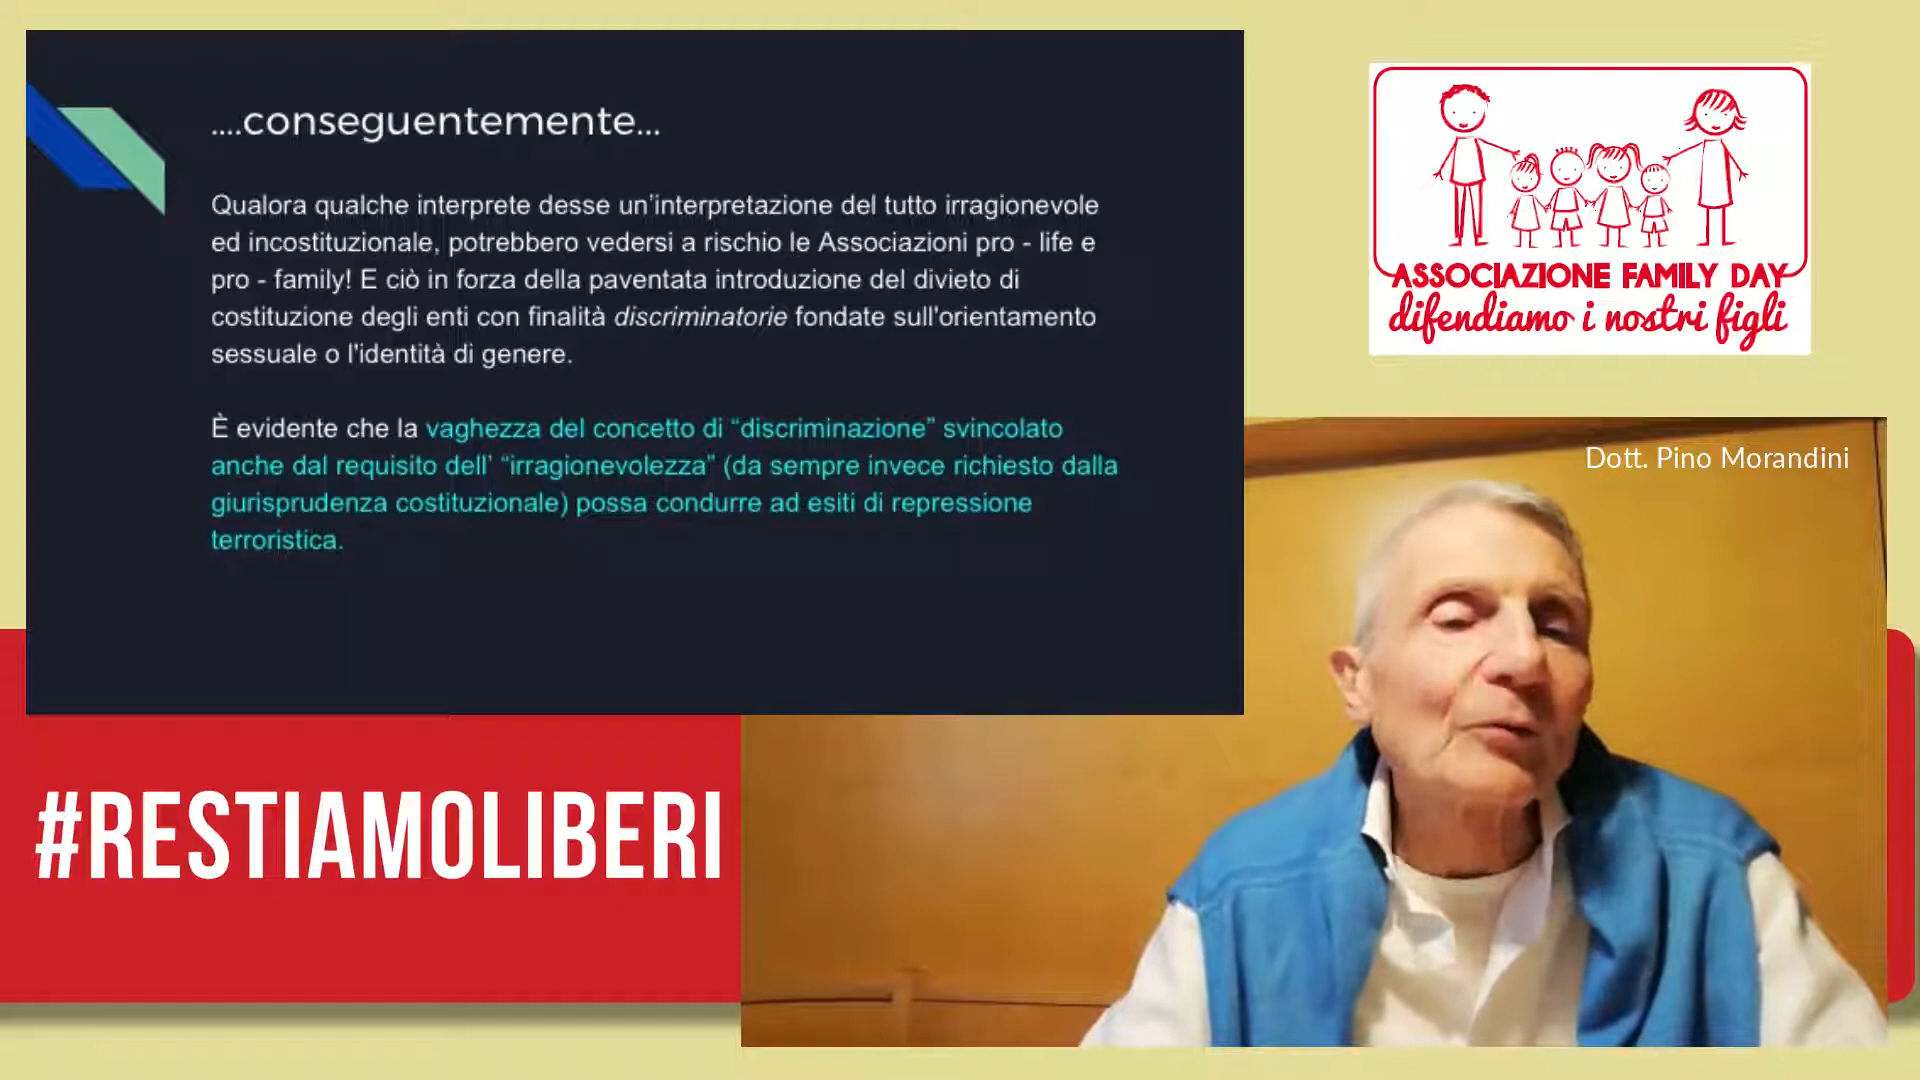 ....conseguentemente...
Qualora qualche interprete desse un'interpretazione del tutto irragionevole
ed incostituzionale, potrebbero vedersi a rischio le Associazioni pro - life e
pro - family! E ciò in forza della paventata introduzione del divieto di
costituzione degli enti con finalità discriminatorie fondate sull'orientamento
sessuale o l'identità di genere.
È evidente che la vaghezza del concetto di “discriminazione” svincolato
anche dal requisito dell’ “irragionevolezza” (da sempre invece richiesto dalla
giurisprudenza costituzionale) possa condurre ad esiti di repressione
terroristica.
ASSOCIAZIONE FAMILY DAY
difendiamo i nostri figli
Dott. Pino Morandini
#RESTIAMOLIBERI